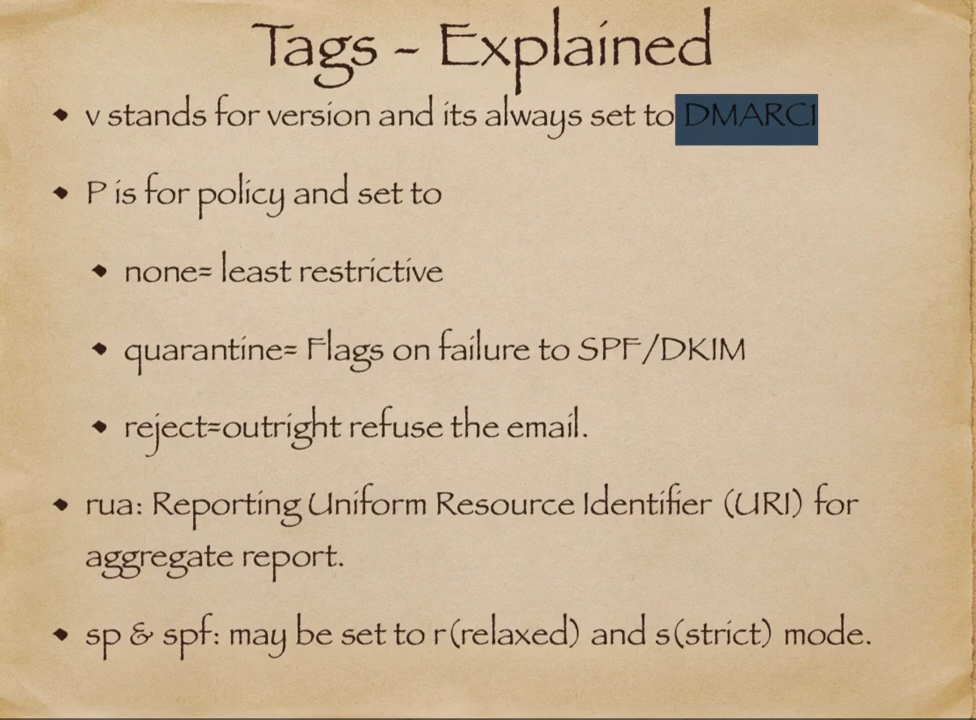 Tags - Explained
v stands for version and its always set to DMARC1
P is for policy and set to
none= least restrictive
quarantine= Flags on failure to SPF/DKIM
reject=outright refuse the email.
rua: Reporting Uniform Resource Identifier (URI) for
aggregate report.
sp & spf: may be set to r(relaxed) and s(strict) mode.